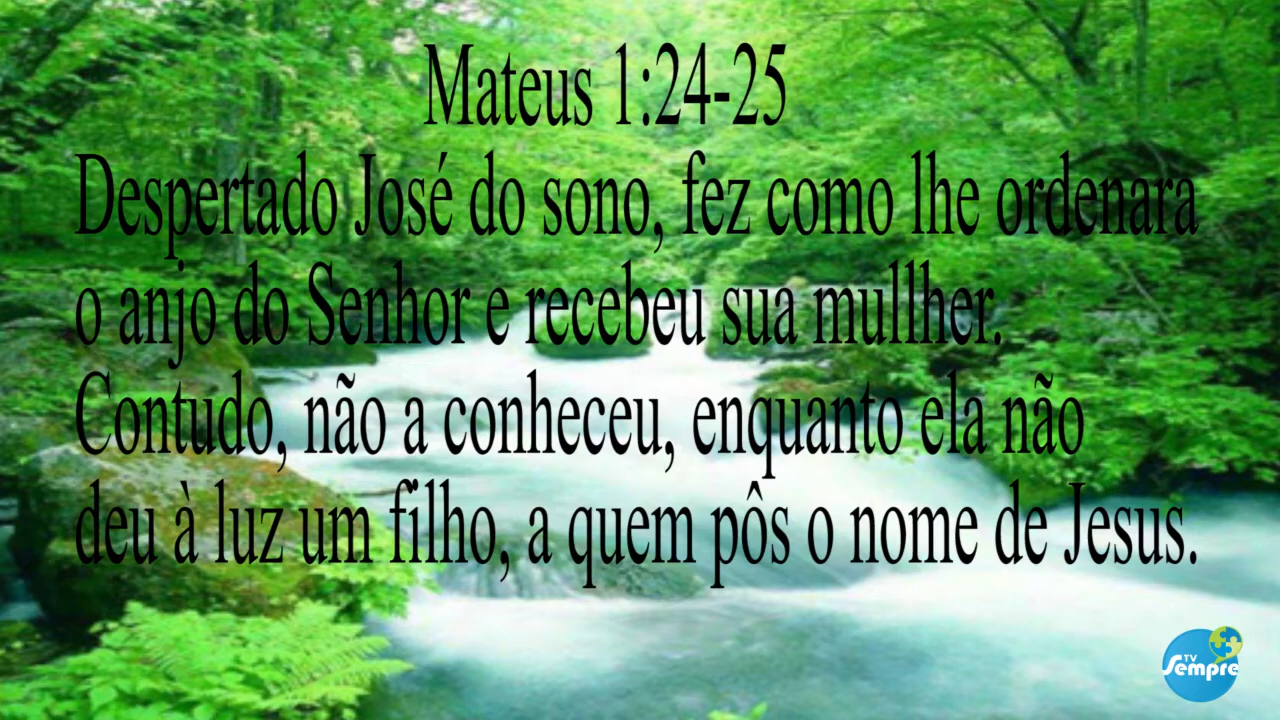 Mateus 1:24-25
Despertado José do sono, fez como lhe ordenara
o anjo do Senhor e recebeu sua mullher.
Contudo, não a conheceu, enquanto ela não
deu à luz um filho, a quem pôs o nome de Jesus.
TV
Sempre